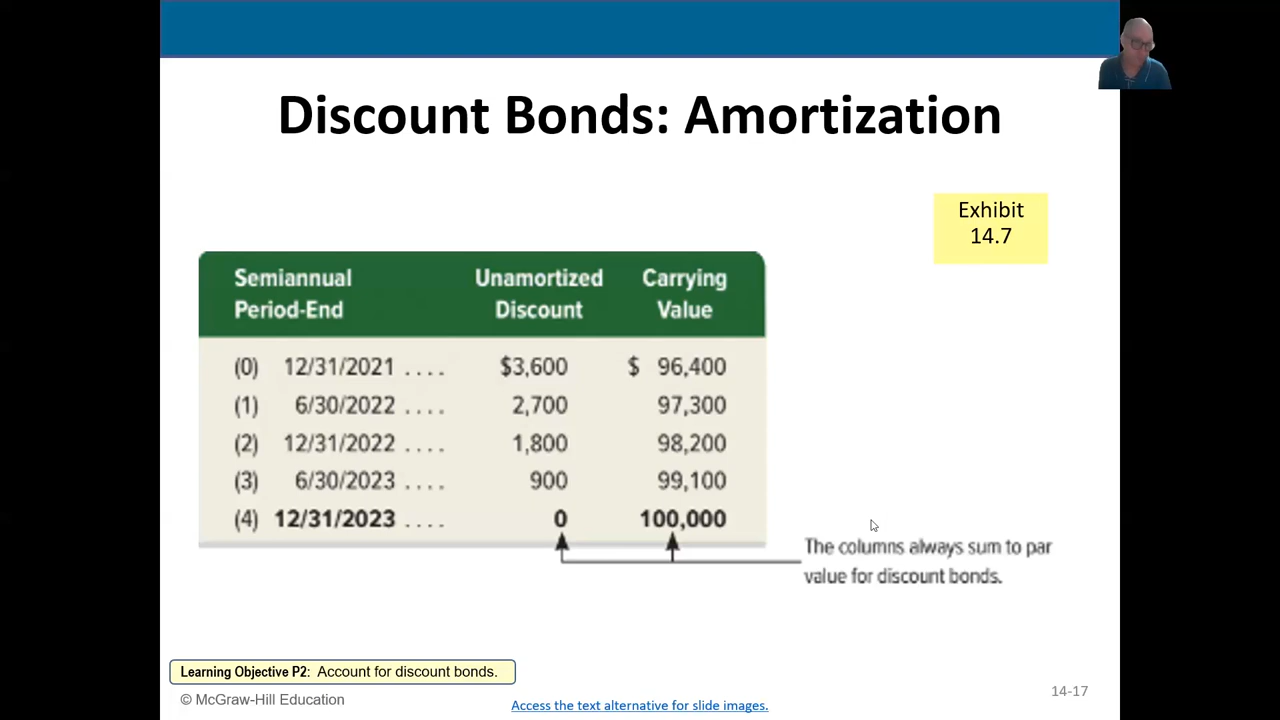 Discount Bonds: Amortization
Exhibit
14.7
Semiannual Unamortized Carrying
Period-End Discount Value
(0) 12/31/2021 . . . . $3,600 $ 96,400
(1) 6/30/2022 . . . . 2,700 97,300
(2) 12/31/2022 . . . . 1,800 98,200
(3) 6/30/2023 . . . . 900 99,100
(4) 12/31/2023 . . . . 0 100,000
The columns always sum to par
value for discount bonds.
Learning Objective P2: Account for discount bonds.
© McGraw-Hill Education
Access the text alternative for slide images.
14-17